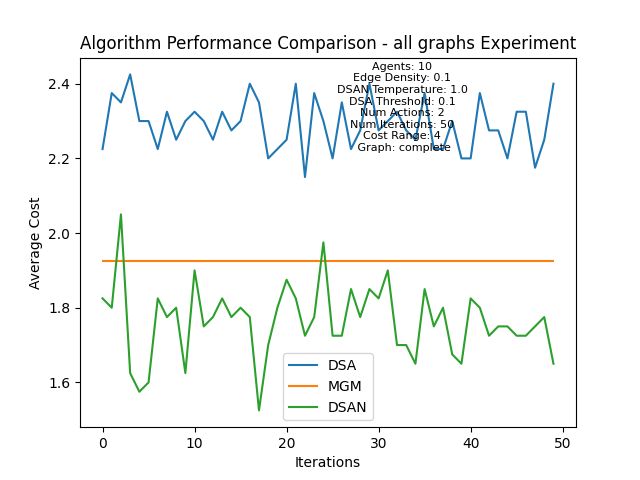 Algorithm Performance Comparison - all graphs Experiment
Agents: 10
Edge Density: 0.1
DSAN Temperature: 1.0
DSA Threshold: 0.1
Num Actions: 2
Num Iterations: 50
Cost Range: 4
Graph: complete
2.4
2.2
2.0
1.8
1.6
Average Cost
DSA
MGM
DSAN
0
10
20
30
40
50
Iterations